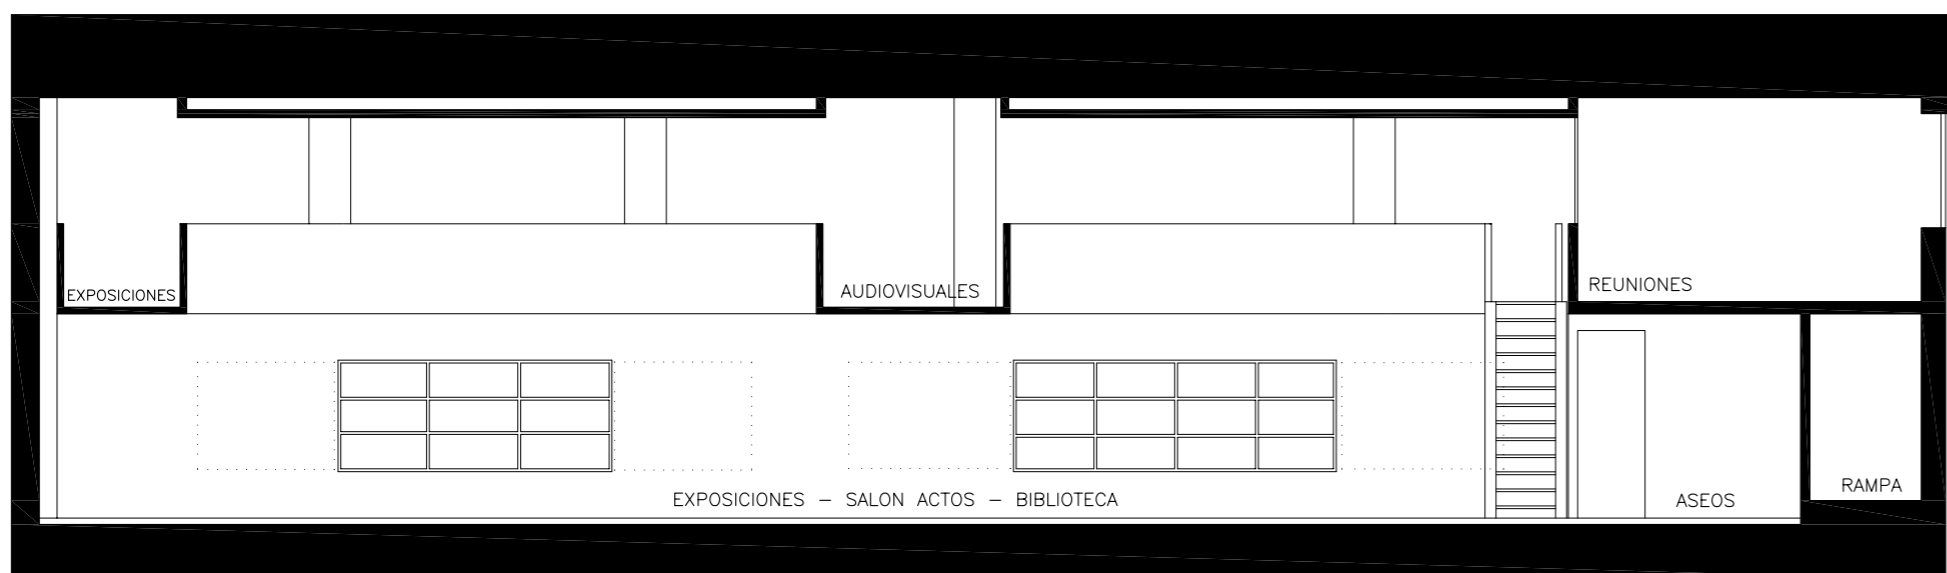 EXPOSICIONES
AUDIOVISUALES
REUNIONES
EXPOSICIONES – SALON ACTOS – BIBLIOTECA
ASEOS
RAMPA